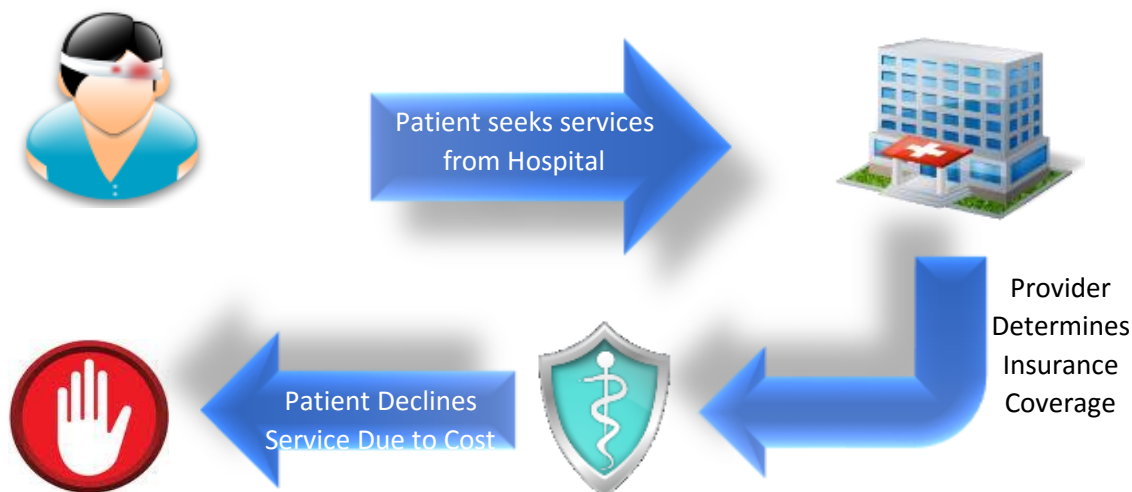 Patient seeks services
from Hospital
Provider
Determines
Insurance
Coverage
Patient Declines
Service Due to Cost